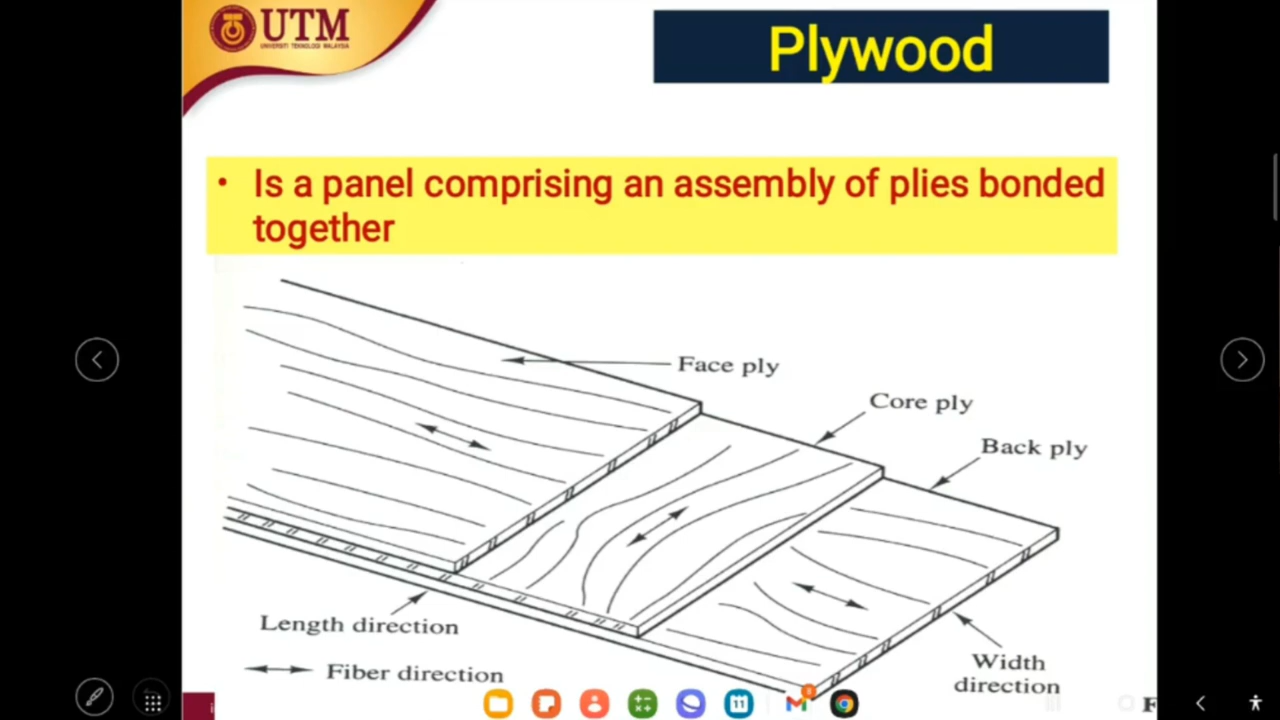 UTM
UNIVERSITI TEKNOLOGI MALAYSIA
Plywood
• Is a panel comprising an assembly of plies bonded
together
Face ply
Core ply
Back ply
Length direction
Fiber direction
Width
direction
11
F